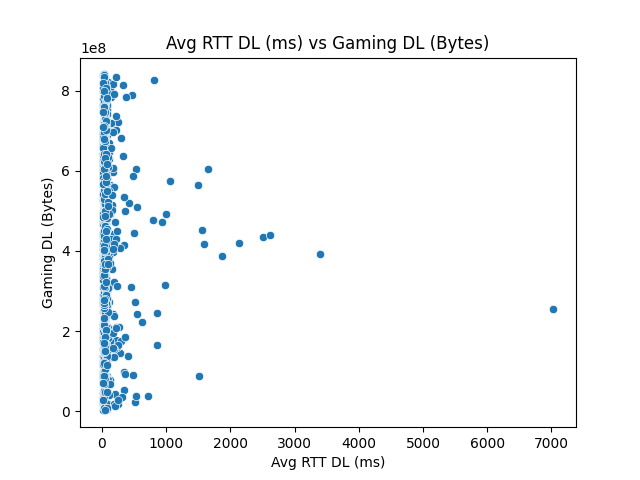 Avg RTT DL (ms) vs Gaming DL (Bytes)
1e8
8
6
4
2
0
Gaming DL (Bytes)
0 1000 2000 3000 4000 5000 6000 7000
Avg RTT DL (ms)